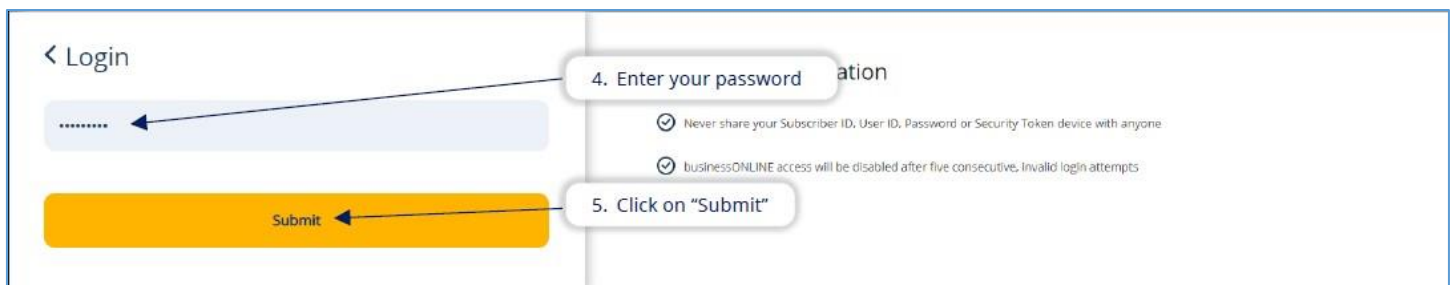 Login
4. Enter your password
ation
•••••••••
Never share your Subscriber ID, User ID, Password or Security Token device with anyone
businessONLINE access will be disabled after five consecutive, invalid login attempts
Submit
5. Click on “Submit”